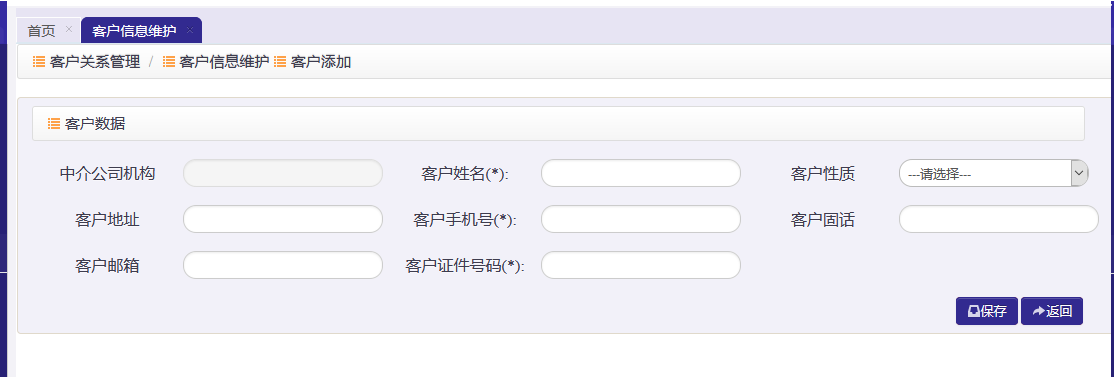 首页 × 客户信息维护 ×
客户关系管理 / 客户信息维护 客户添加
客户数据
中介公司机构 客户姓名(*): 客户性质 ---请选择---
客户地址 客户手机号(*): 客户固话
客户邮箱 客户证件号码(*):
保存 返回